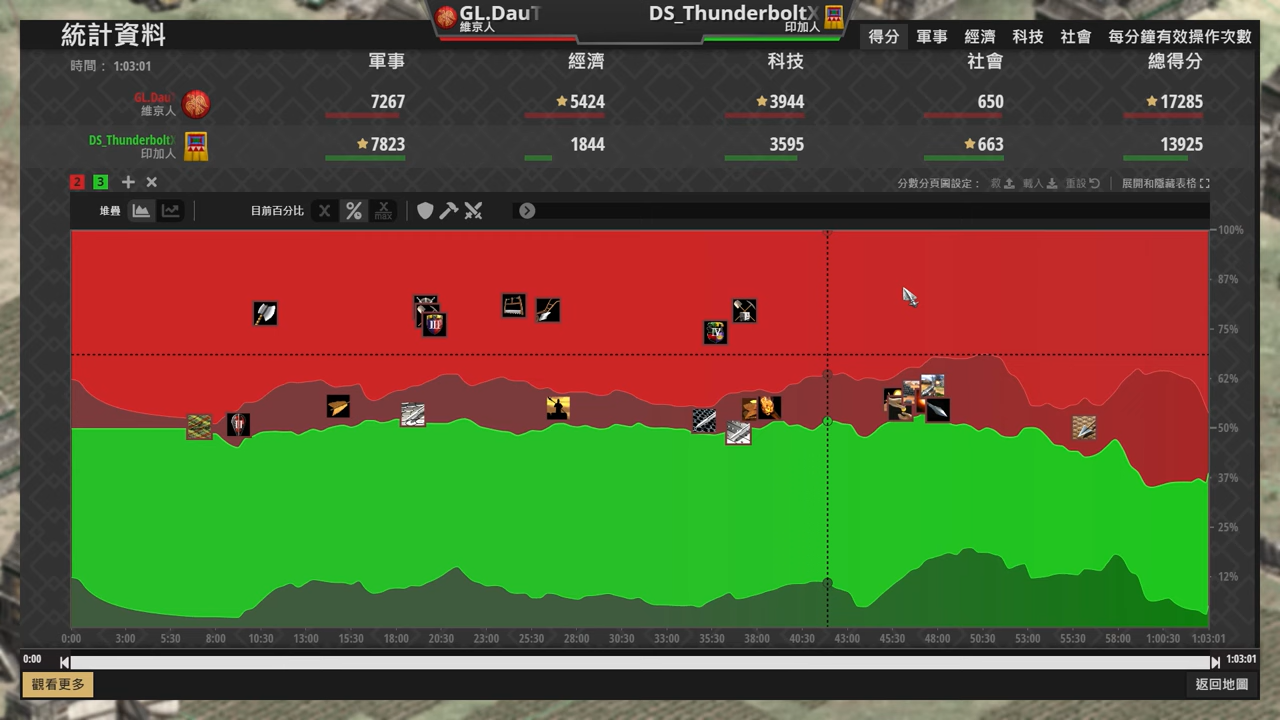 GL.DauT
維京人
DS_ThunderboltX
印加人
統計資料
得分 軍事 經濟 科技 社會 每分鐘有效操作次數
時間： 1:03:01
軍事 經濟 科技 社會 總得分
GL.DauT
維京人
7267 5424 3944 650 17285
DS_ThunderboltX
印加人
7823 1844 3595 663 13925
2 3
分數分頁圖設定： 載入 重設 展開和隱藏表格
堆疊 目前百分比 X % X max
100%
87%
75%
62%
50%
37%
25%
12%
II III IV
0:00 3:00 5:30 8:00 10:30 13:00 15:30 18:00 20:30 23:00 25:30 28:00 30:30 33:00 35:30 38:00 40:30 43:00 45:30 48:00 50:30 53:00 55:30 58:00 1:00:30 1:03:01
0:00 1:03:01
觀看更多 返回地圖